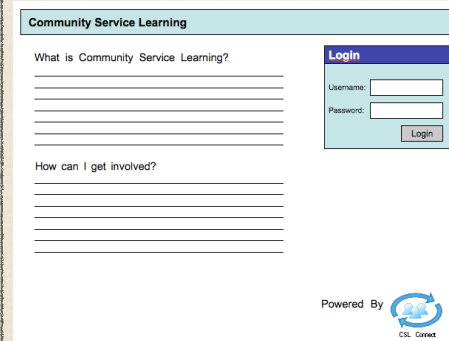 Community Service Learning
What is Community Service Learning?
Login
Username:
Password:
Login
How can I get involved?
Powered By
CSL Connect